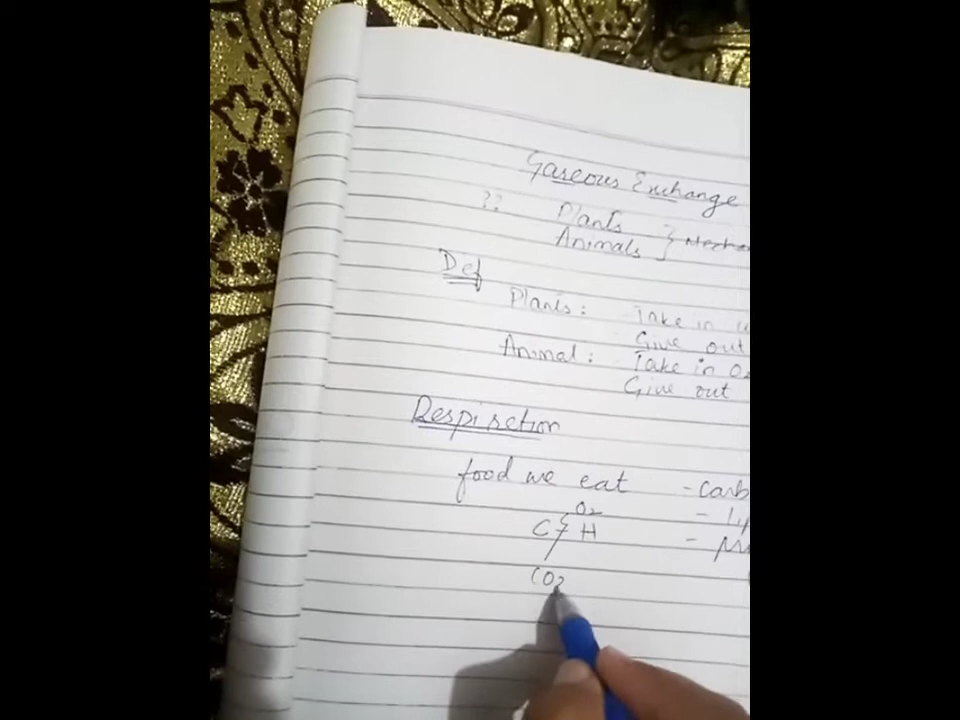 Gaseous Exchange
?? Plants
Animals }
Def
Plants: Take in
Give out
Animal: Take in O2
Give out
Respiration
food we eat - Carb
O2
C H
CO2